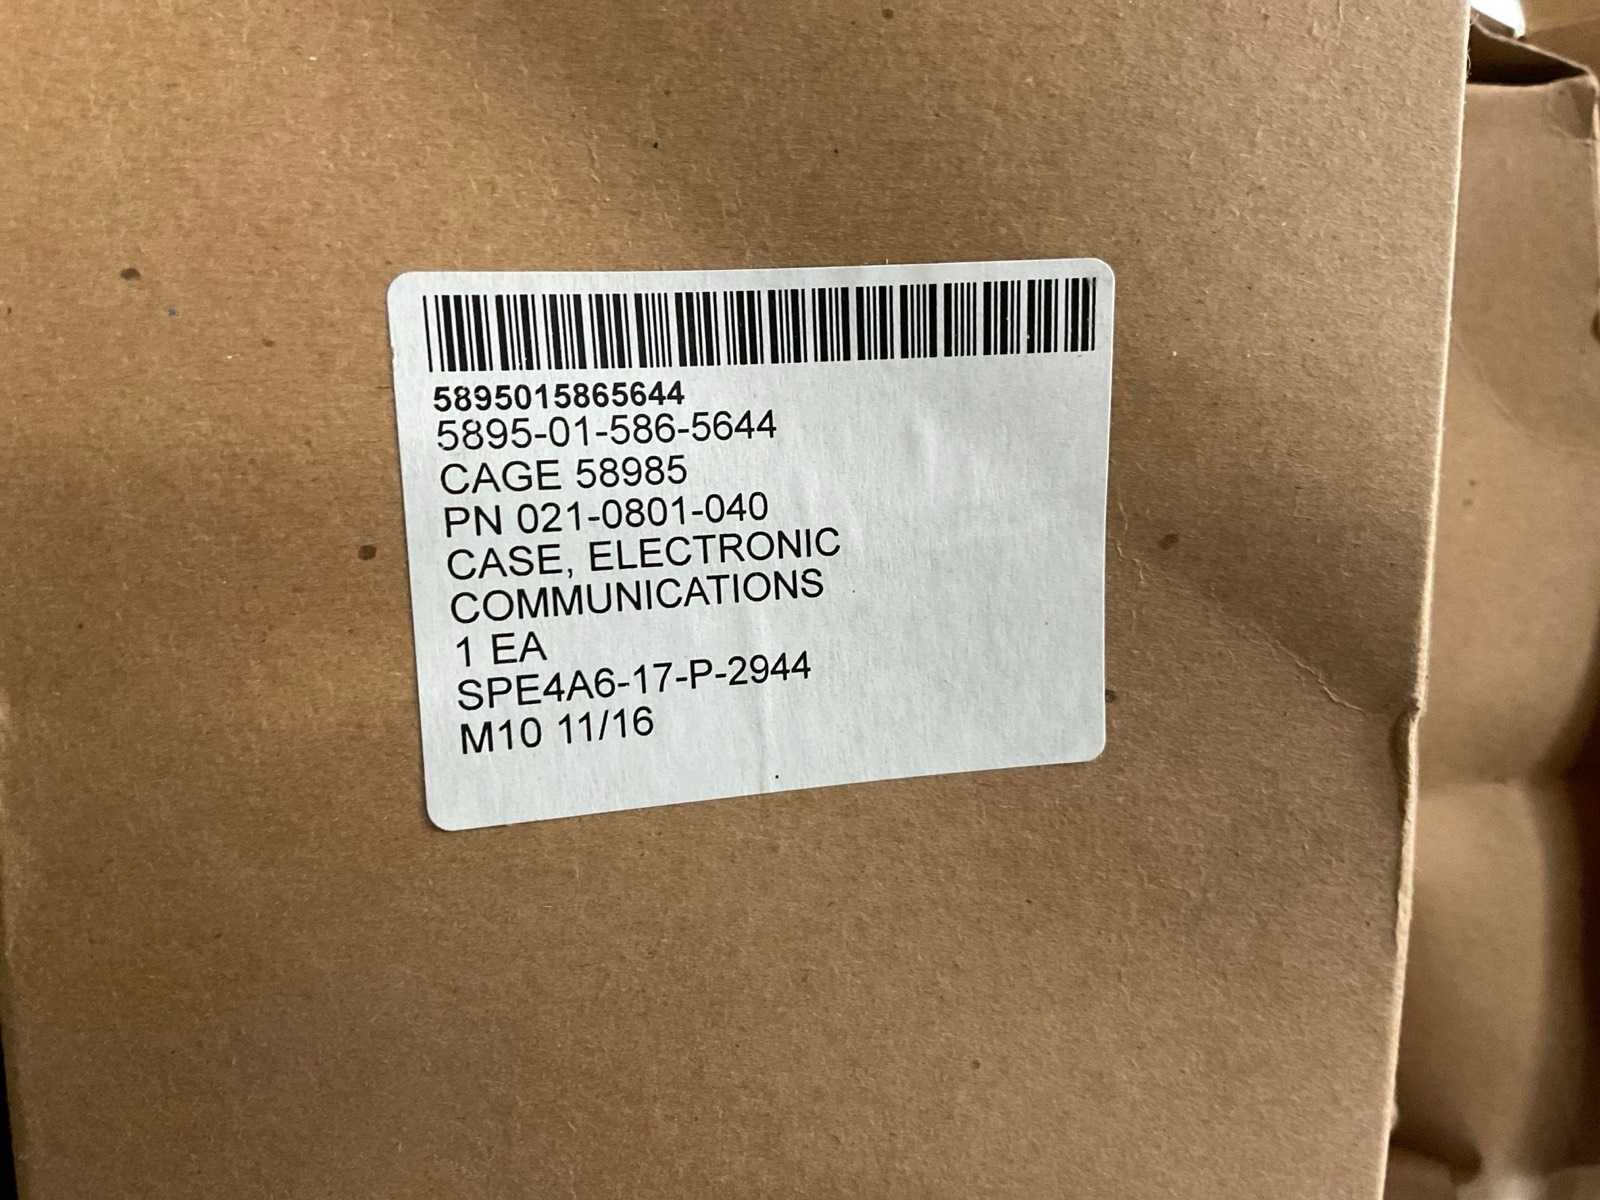 5895015865644
5895-01-586-5644
CAGE 58985
PN 021-0801-040
CASE, ELECTRONIC
COMMUNICATIONS
1 EA
SPE4A6-17-P-2944
M10 11/16